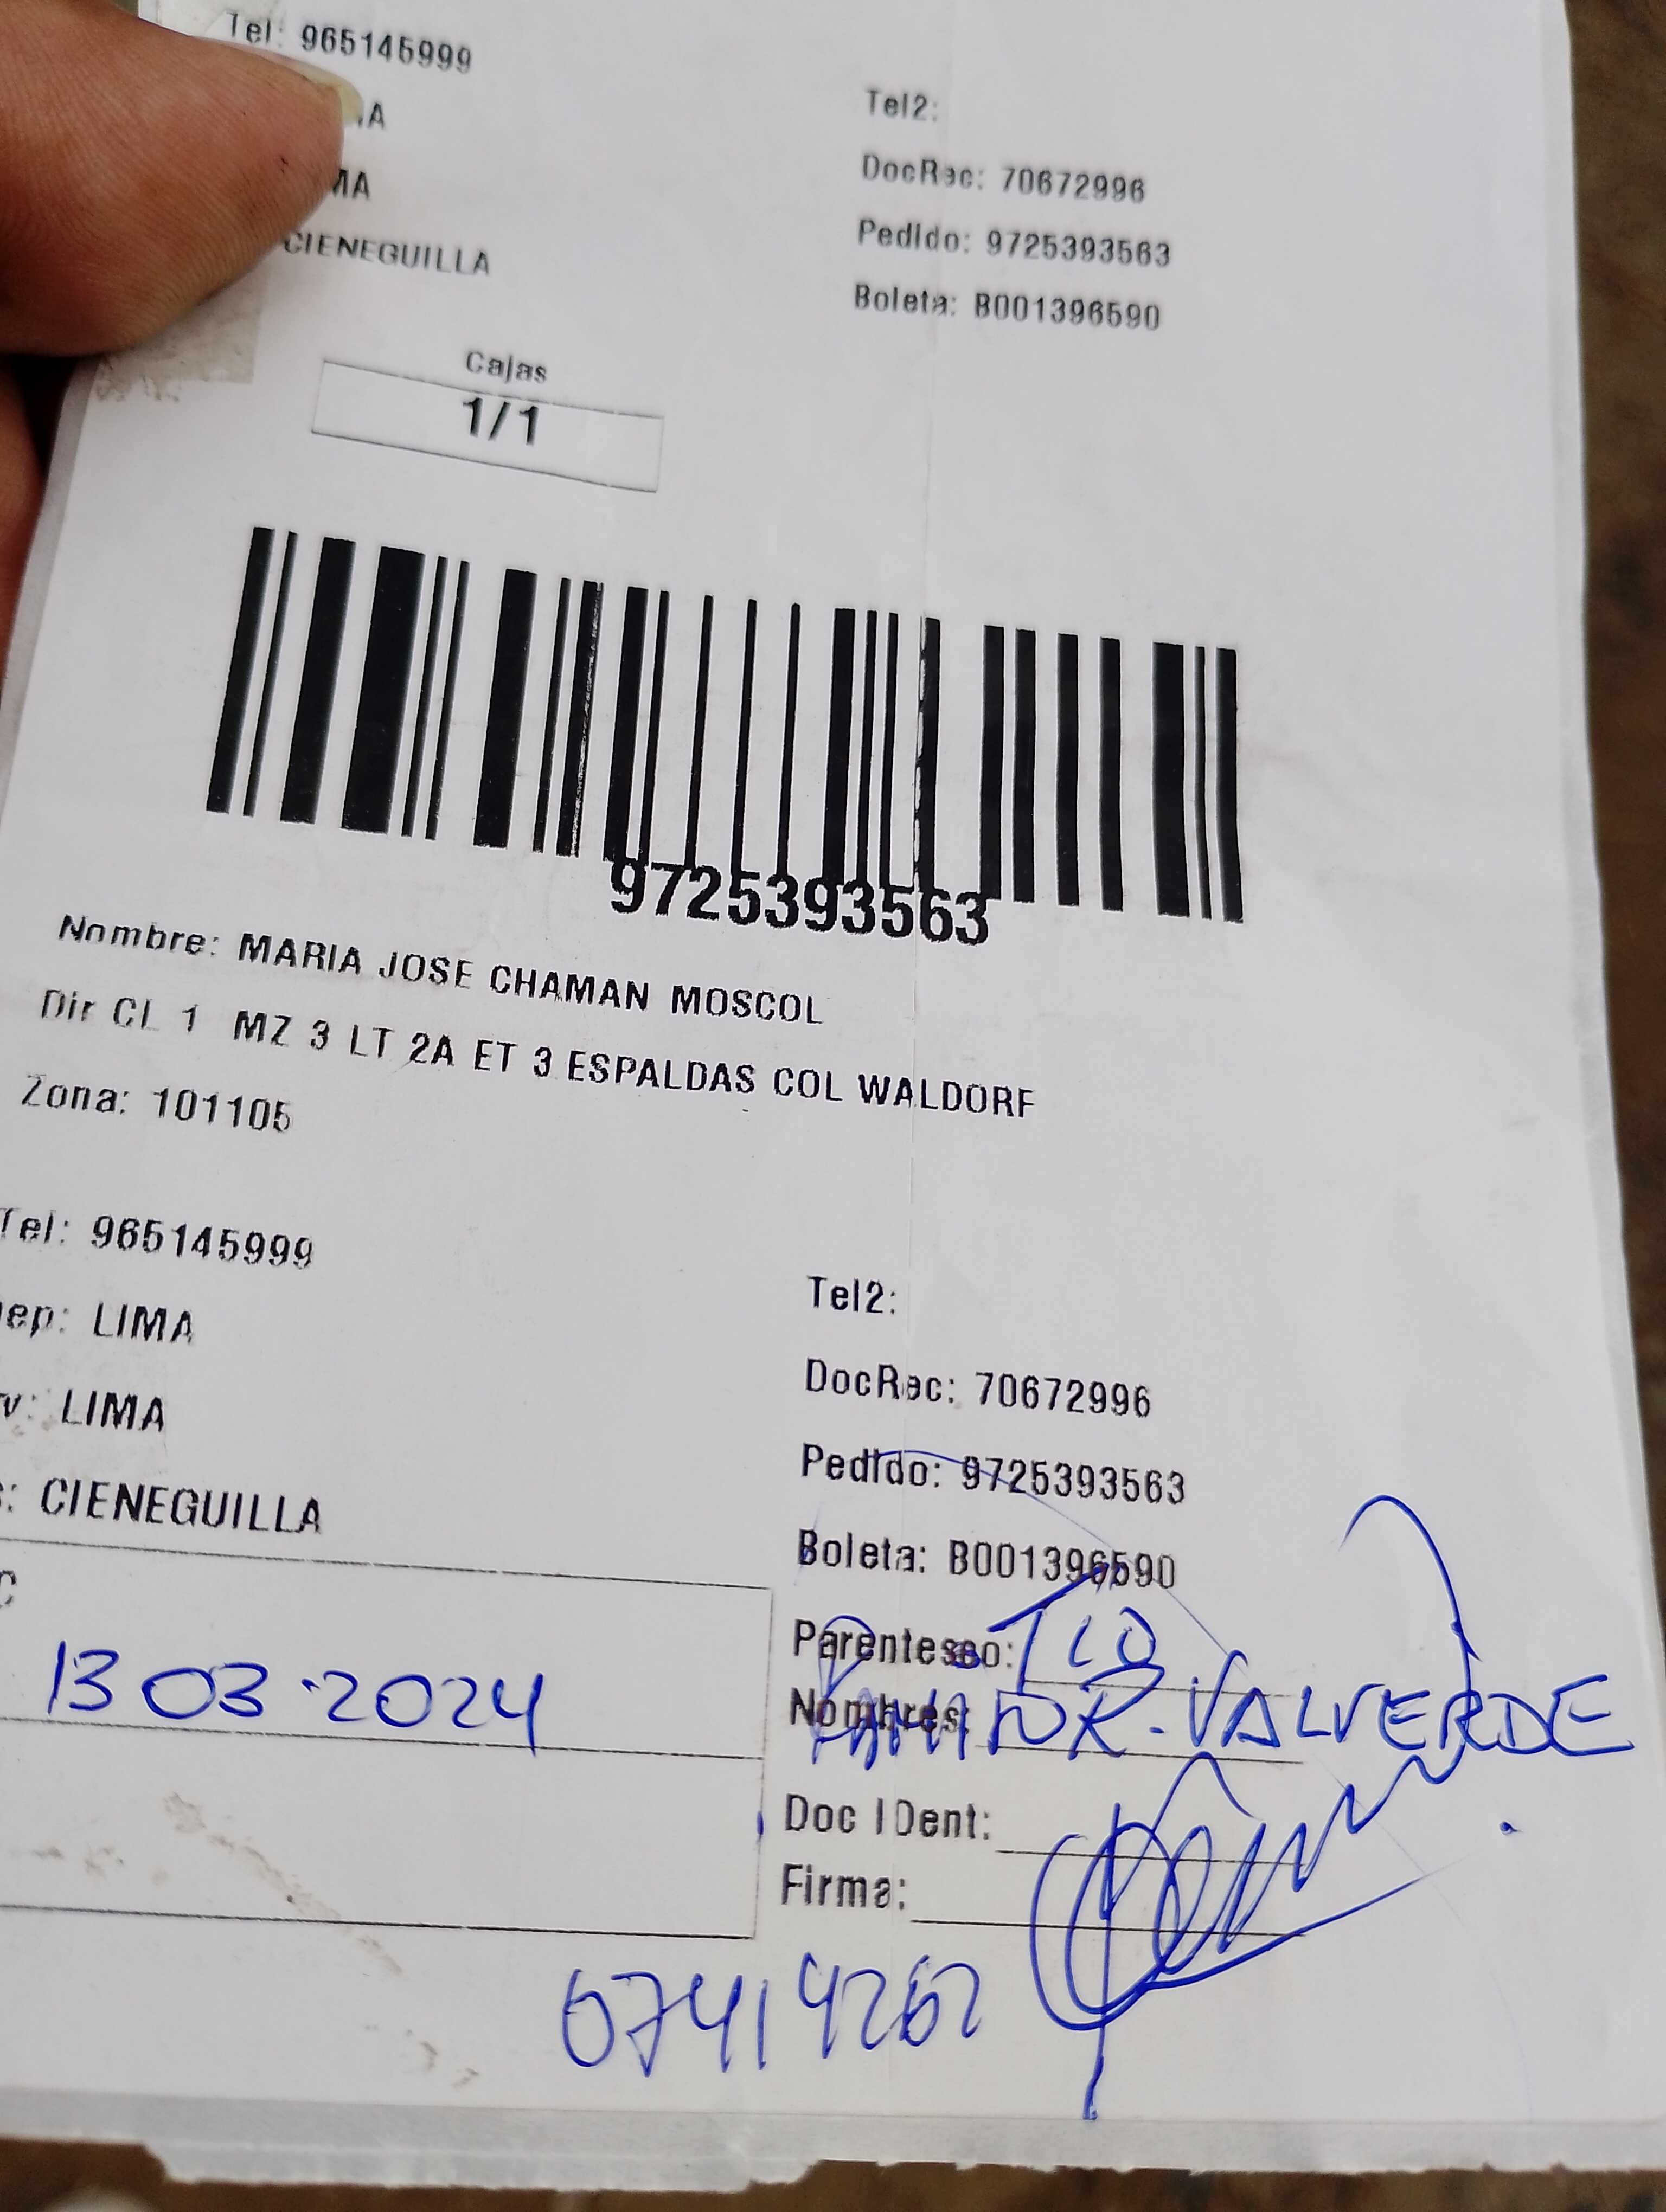 Tel: 965145999
Tel2:
DocRec: 70672996
CIENEGUILLA
Pedido: 9725393563
Boleta: B001396590
Cajas
1/1
9725393563
Nombre: MARIA JOSE CHAMAN MOSCOL
Dir CL 1 MZ 3 LT 2A ET 3 ESPALDAS COL WALDORF
Zona: 101105
Tel: 965145999
Tel2:
ep: LIMA
DocRec: 70672996
v: LIMA
Pedido: 9725393563
: CIENEGUILLA
Boleta: B001396590
C
Parentesco: TIO
13 03 · 2024
Nombres: VALVERDE
Doc IDent:
Firma:
07414262